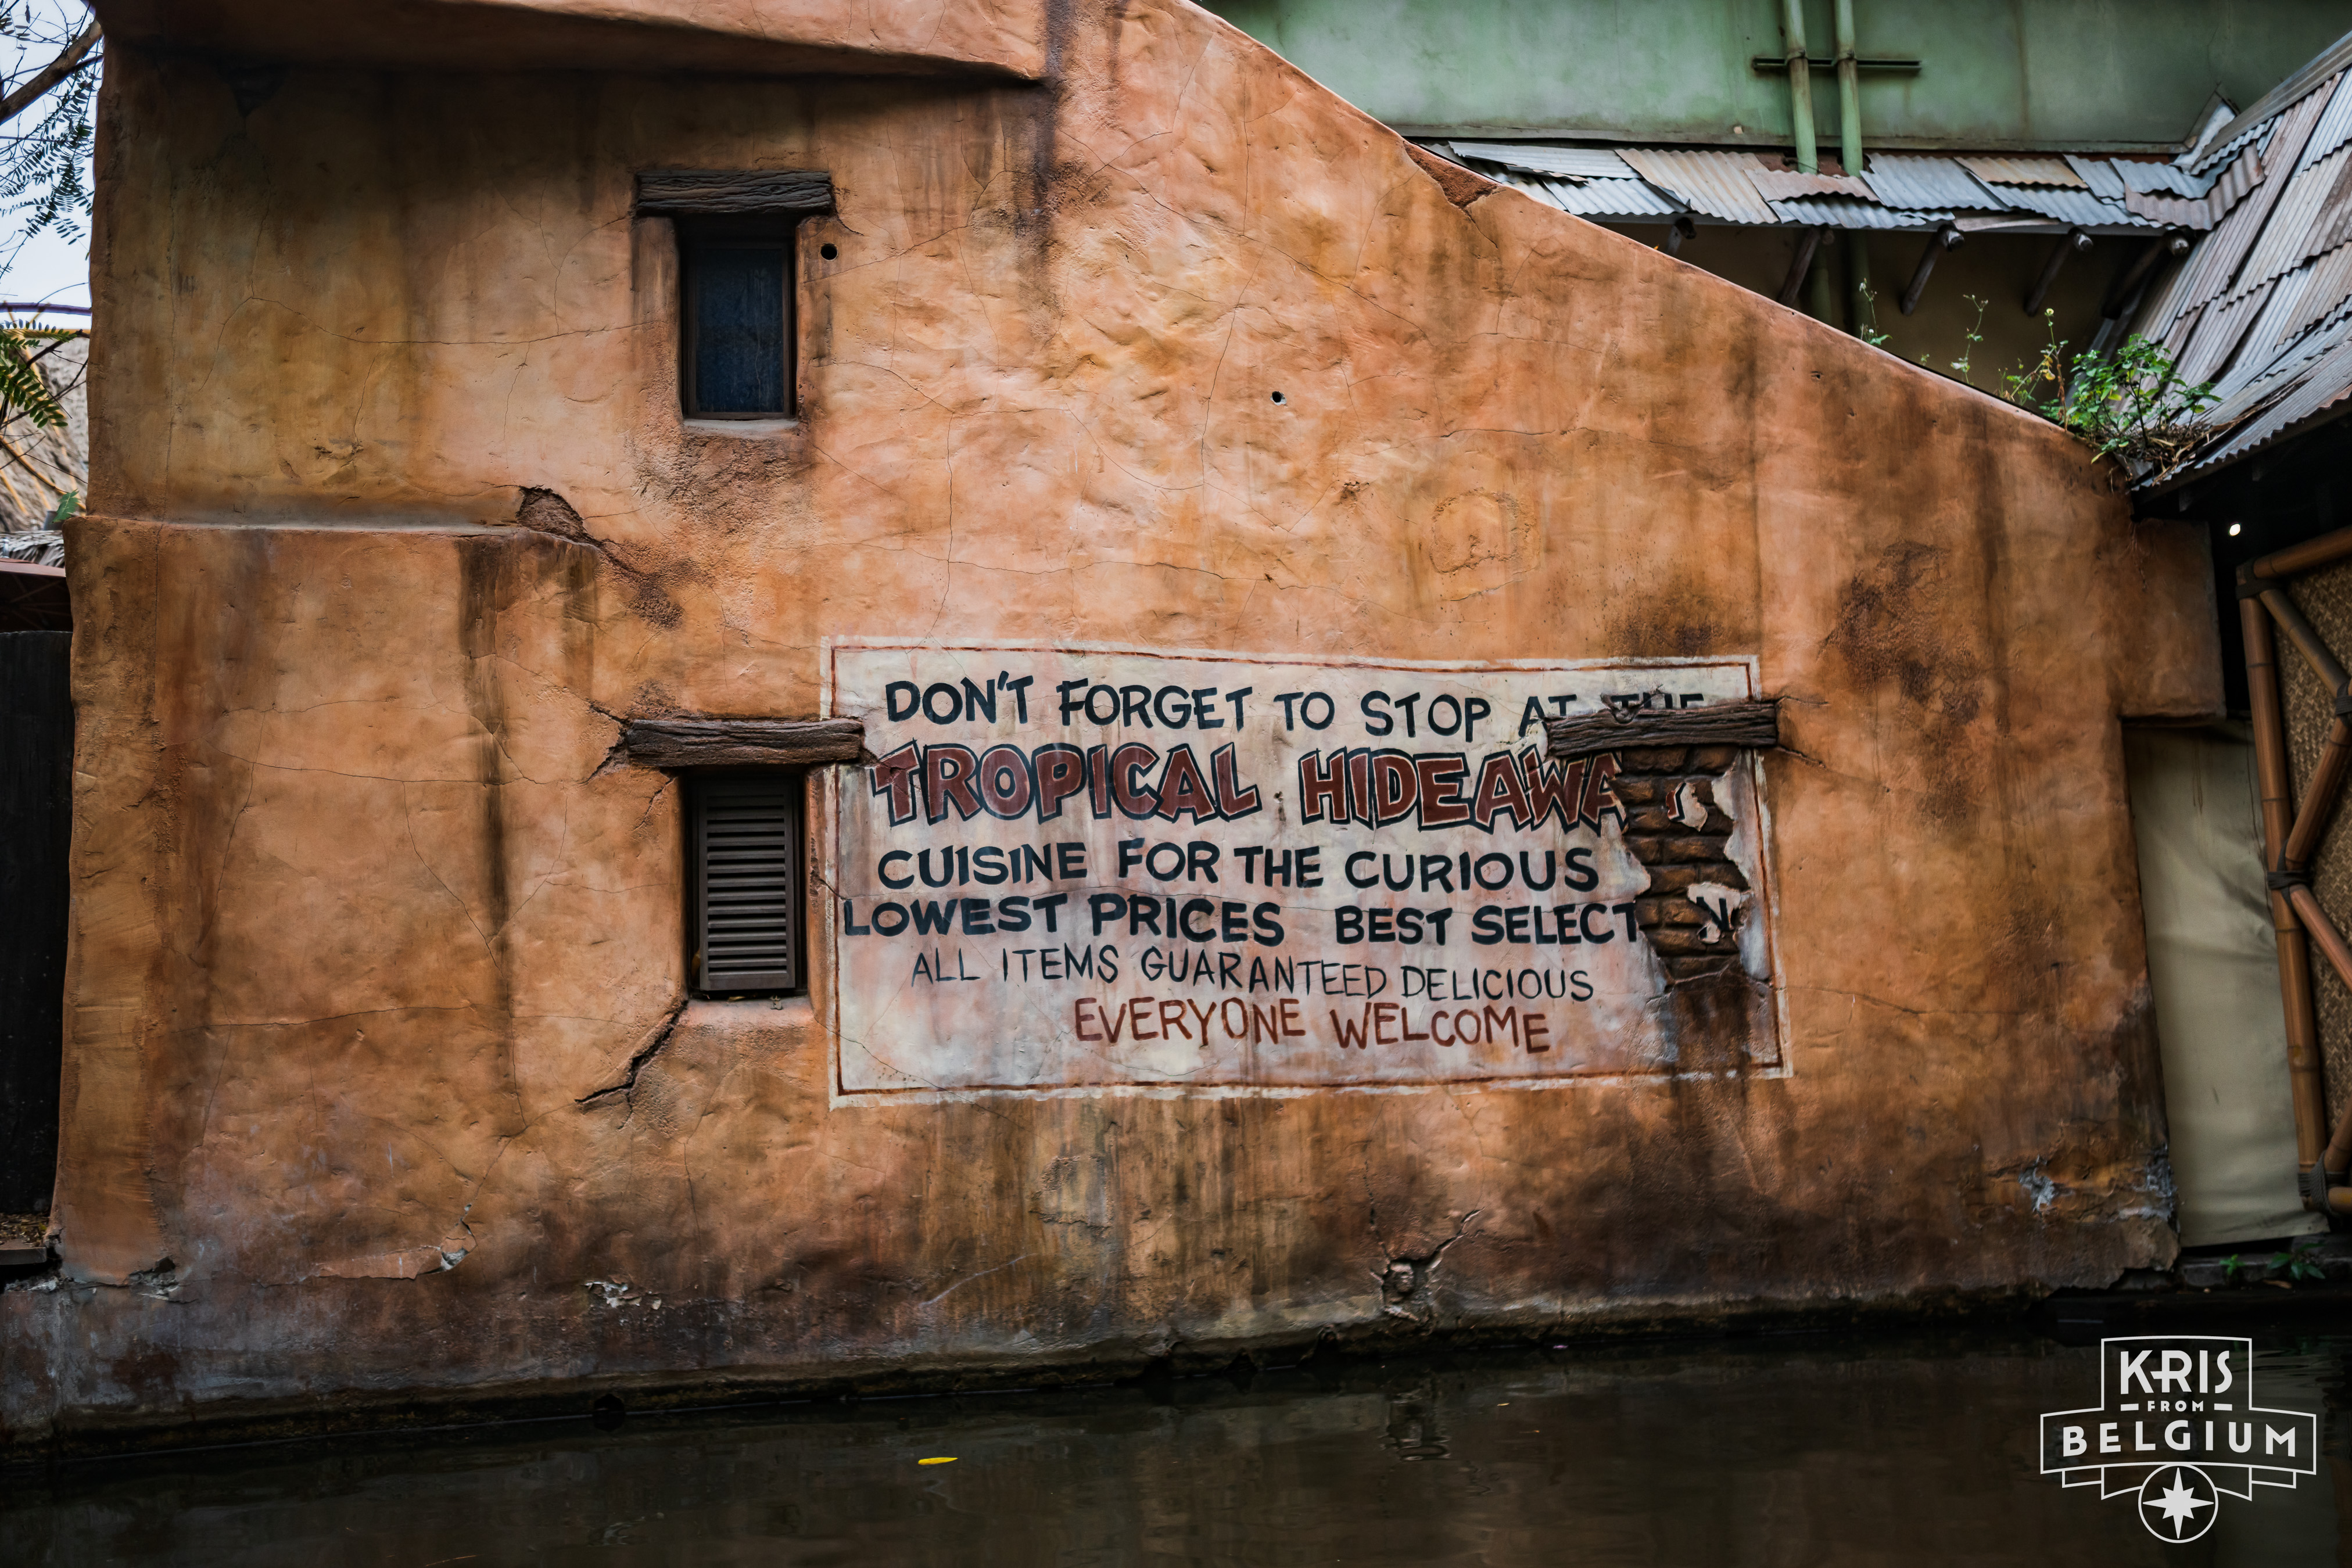 DON'T FORGET TO STOP AT THE
TROPICAL HIDEAWA
CUISINE FOR THE CURIOUS
LOWEST PRICES BEST SELECT N
ALL ITEMS GUARANTEED DELICIOUS
EVERYONE WELCOME
KRIS
FROM
BELGIUM